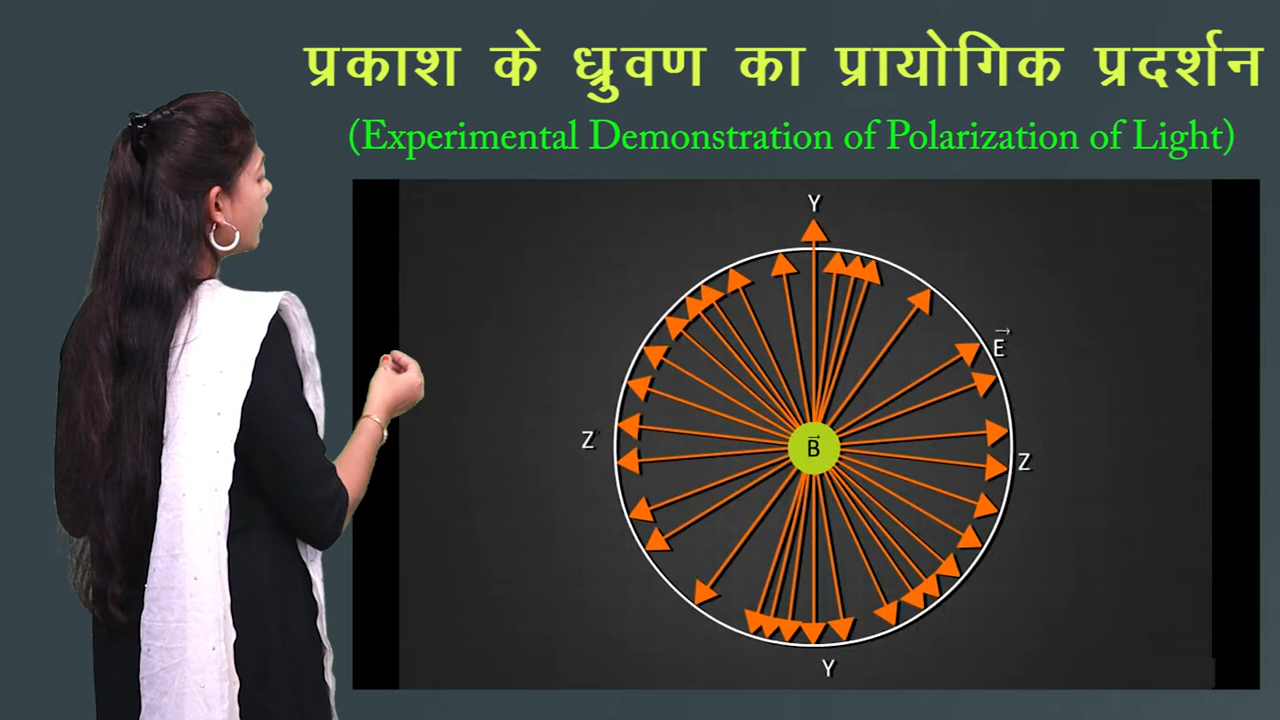 प्रकाश के ध्रुवण का प्रायोगिक प्रदर्शन
(Experimental Demonstration of Polarization of Light)
Y
E⃗
Z
B⃗
Z
Y